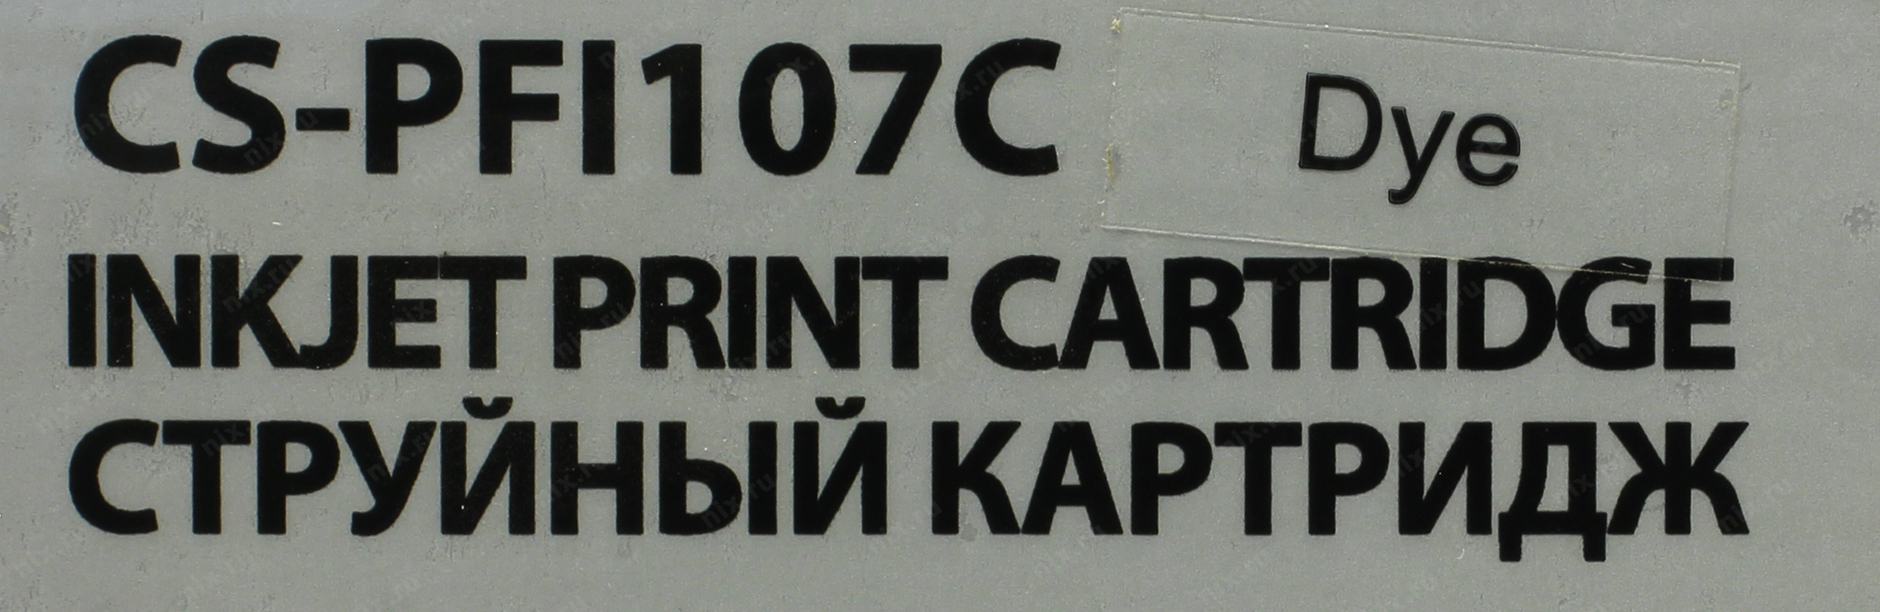 CS-PFI107C Dye
INKJET PRINT CARTRIDGE
СТРУЙНЫЙ КАРТРИДЖ